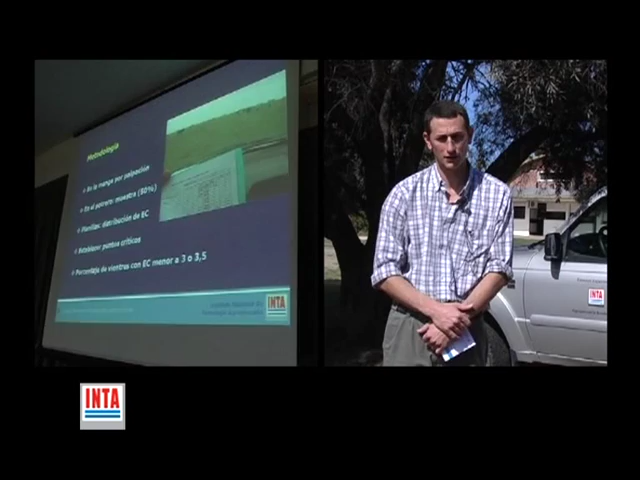 Metodología
En la manga por palpación
En el potrero: muestra (30%)
Planillas: distribución de EC
Establecer puntos críticos
Porcentaje de vientres con EC menor a 3 o 3,5
INTA
INTA
INTA